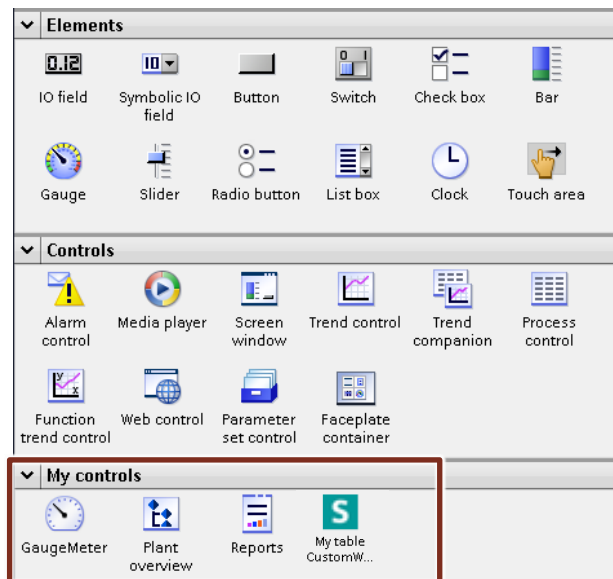 Elements
0.12
IO
0 I
IO field
Symbolic IO
field
Button
Switch
Check box
Bar
Gauge
Slider
Radio button
List box
Clock
Touch area
Controls
Alarm
control
Media player
Screen
window
Trend control
Trend
companion
Process
control
Y
x
Function
trend control
Web control
Parameter
set control
Faceplate
container
My controls
S
GaugeMeter
Plant
overview
Reports
My table
CustomW...